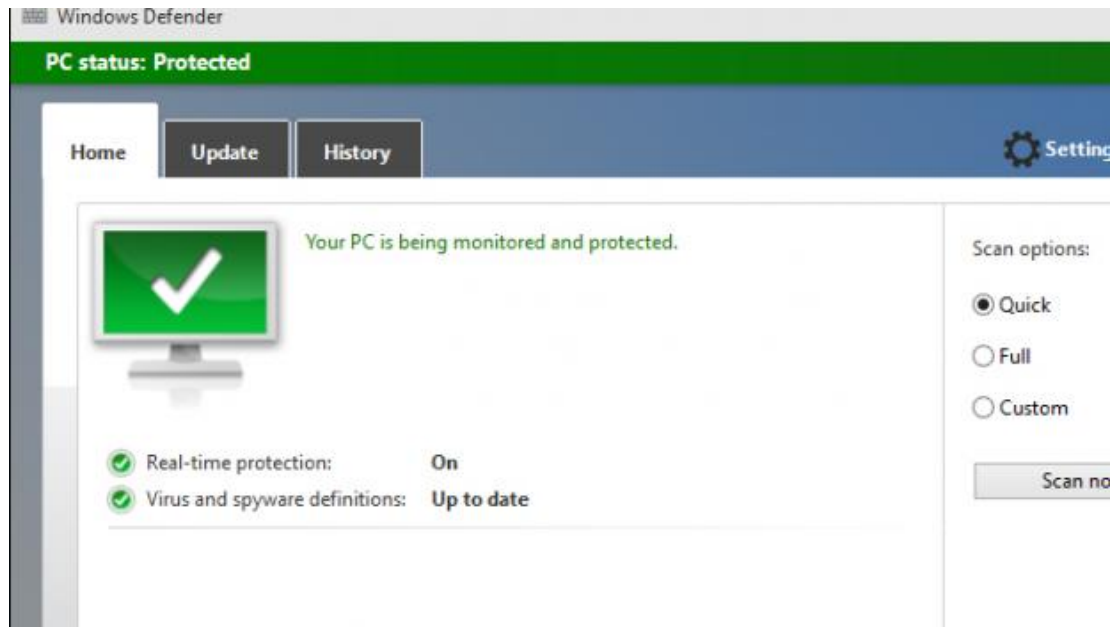 Windows Defender
PC status: Protected
Home
Update
History
Setting
Your PC is being monitored and protected.
Scan options:
Quick
Full
Custom
Real-time protection: On
Virus and spyware definitions: Up to date
Scan no